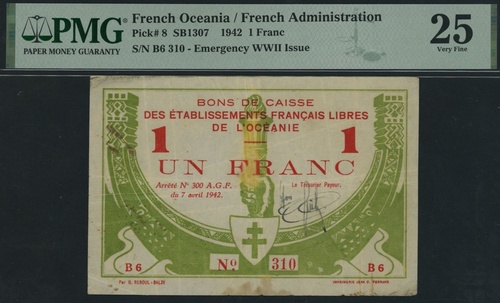 PMG
PAPER MONEY GUARANTY
French Oceania / French Administration
Pick# 8 SB1307 1942 1 Franc
S/N B6 310 - Emergency WWII Issue
25
Very Fine
BONS DE CAISSE
DES ÉTABLISSEMENTS FRANÇAIS LIBRES
DE L'OCÉANIE
1 1
UN FRANC
Arrêté No 300 A.G.F.
du 7 avril 1942.
Le Trésorier Payeur,
B6 No 310 B6